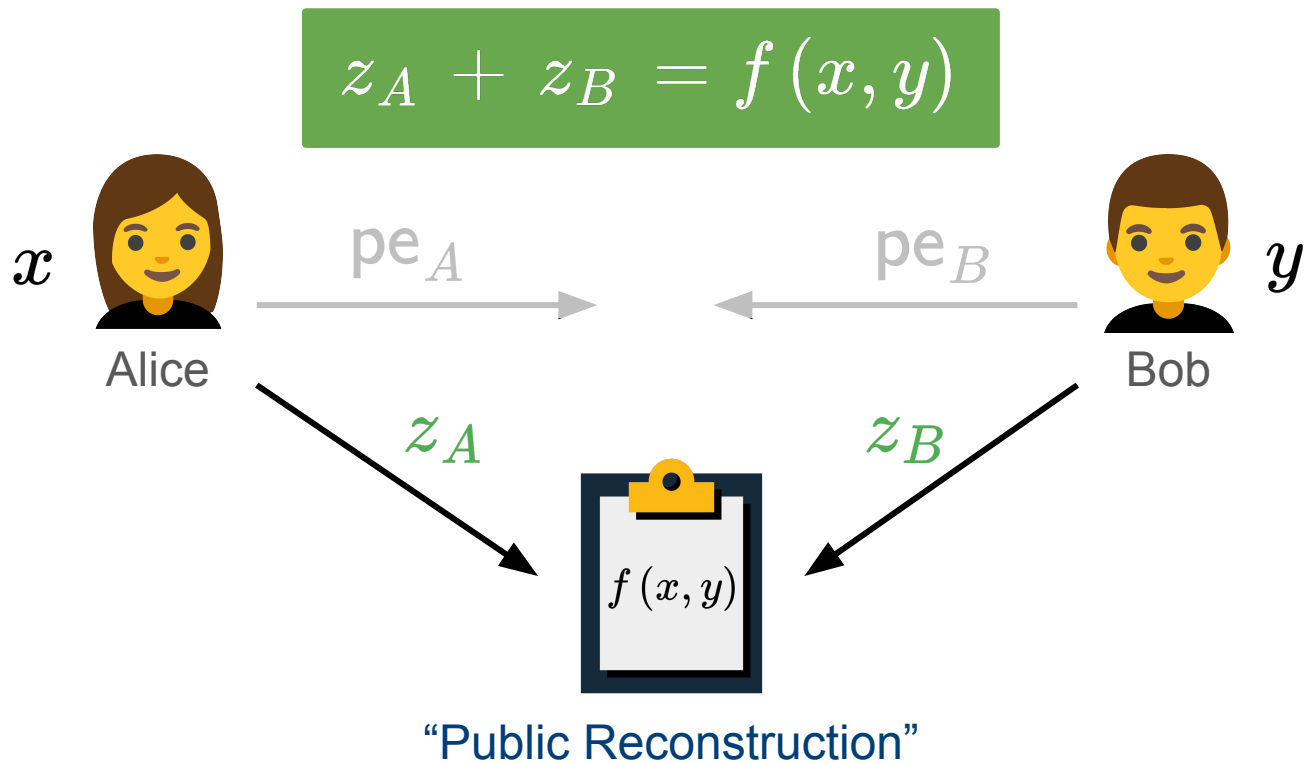 z_A + z_B = f(x, y)
pe_A
pe_B
x
y
Alice
Bob
z_A
z_B
f(x, y)
“Public Reconstruction”